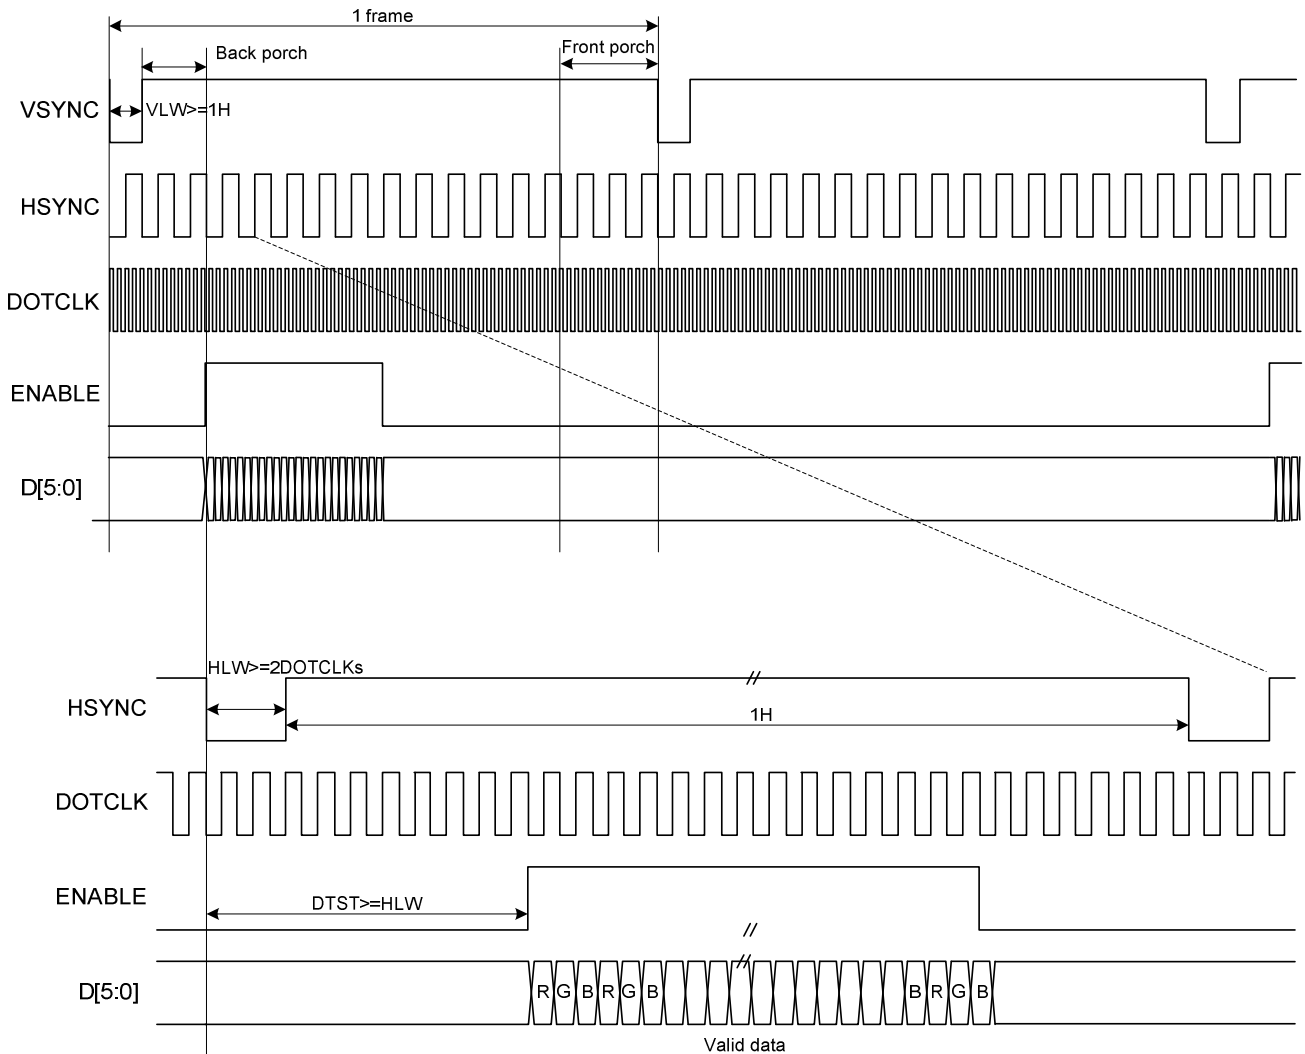 1 frame
Back porch
Front porch
VSYNC
VLW>=1H
HSYNC
DOTCLK
ENABLE
D[5:0]
HLW>=2DOTCLKs
HSYNC
//
1H
DOTCLK
ENABLE
DTST>=HLW
//
D[5:0]
R G B R G B // B R G B
Valid data